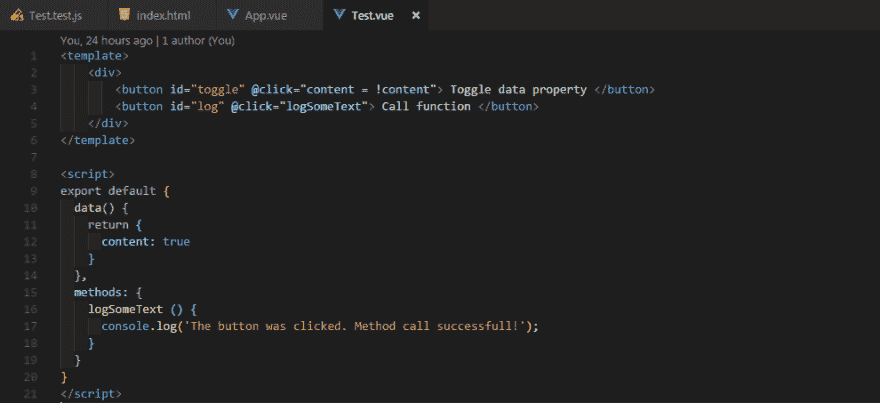 Test.test.js index.html App.vue Test.vue ×
You, 24 hours ago | 1 author (You)
1 <template>
2 <div>
3 <button id="toggle" @click="content = !content"> Toggle data property </button>
4 <button id="log" @click="logSomeText"> Call function </button>
5 </div>
6 </template>
7
8 <script>
9 export default {
10 data() {
11 return {
12 content: true
13 }
14 },
15 methods: {
16 logSomeText () {
17 console.log('The button was clicked. Method call successfull!');
18 }
19 }
20 }
21 </script>